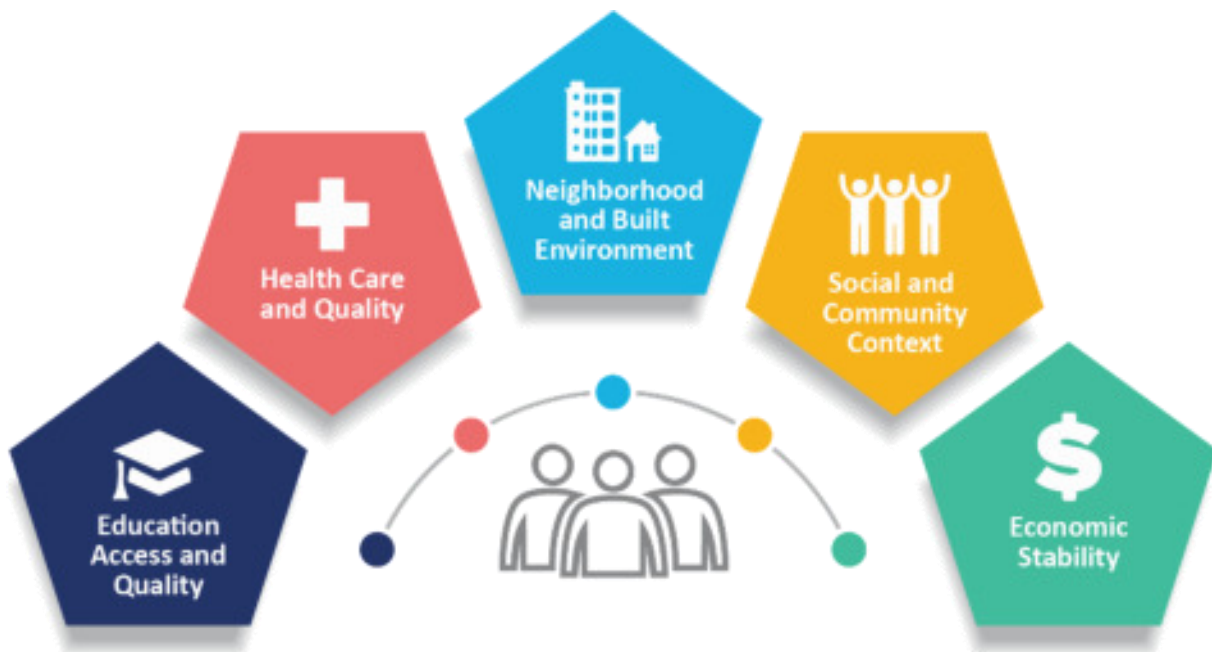 Neighborhood
and Built
Environment
Health Care
and Quality
Social and
Community
Context
Education
Access and
Quality
$
Economic
Stability